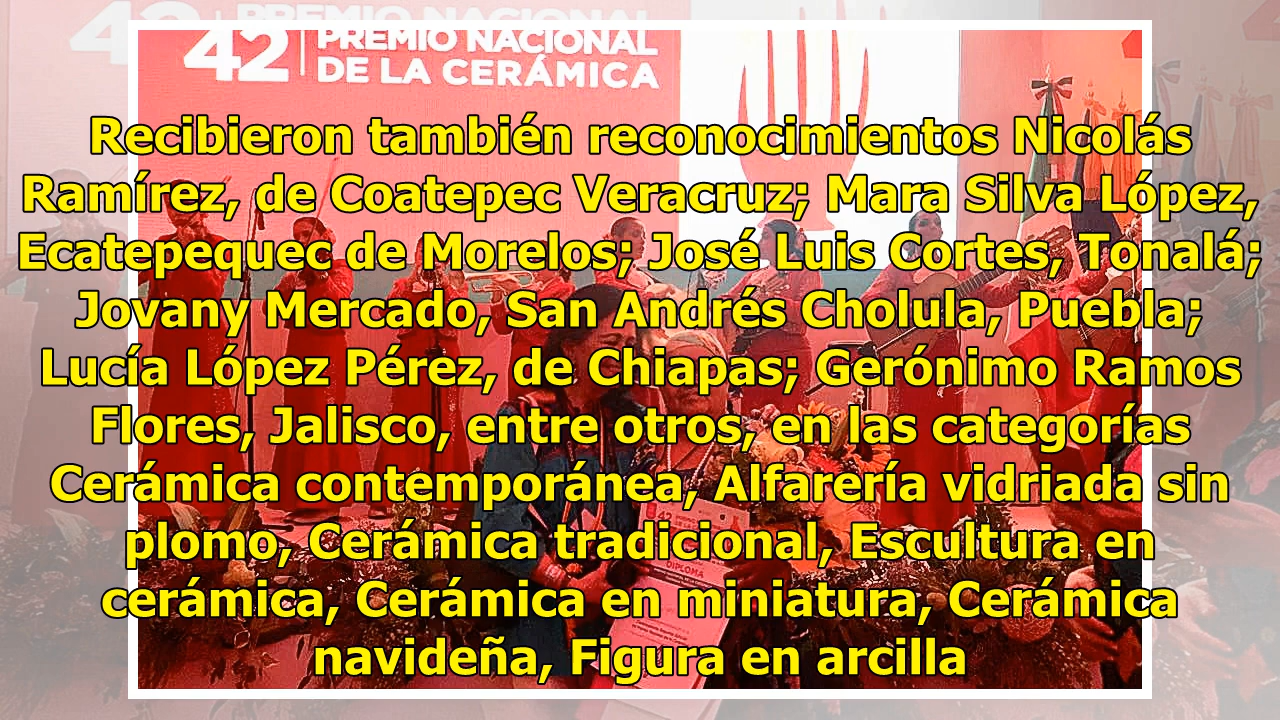 42 PREMIO NACIONAL
DE LA CERÁMICA
Recibieron también reconocimientos Nicolás
Ramírez, de Coatepec Veracruz; Mara Silva López,
Ecatepequec de Morelos; José Luis Cortes, Tonalá;
Jovany Mercado, San Andrés Cholula, Puebla;
Lucía López Pérez, de Chiapas; Gerónimo Ramos
Flores, Jalisco, entre otros, en las categorías
Cerámica contemporánea, Alfarería vidriada sin
plomo, Cerámica tradicional, Escultura en
cerámica, Cerámica en miniatura, Cerámica
navideña, Figura en arcilla
42
DIPLOMA